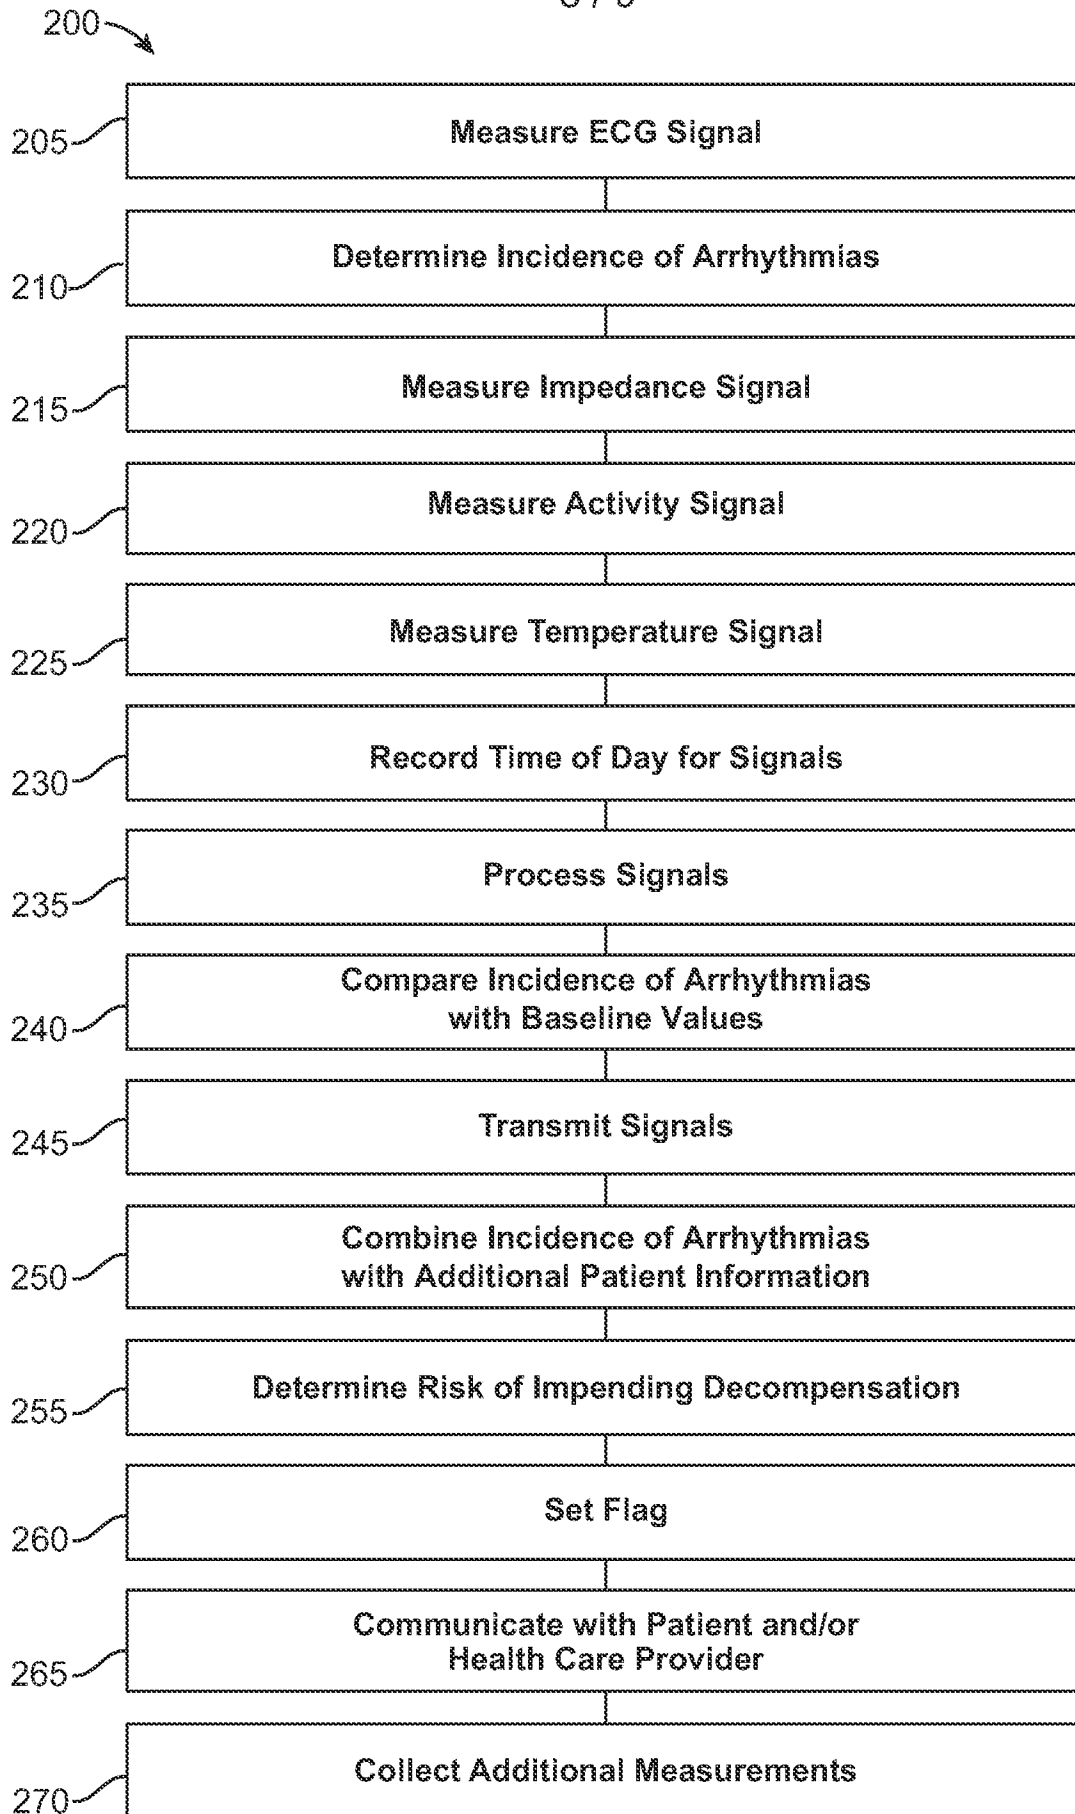 200
205
Measure ECG Signal
210
Determine Incidence of Arrhythmias
215
Measure Impedance Signal
220
Measure Activity Signal
225
Measure Temperature Signal
230
Record Time of Day for Signals
235
Process Signals
240
Compare Incidence of Arrhythmias
with Baseline Values
245
Transmit Signals
250
Combine Incidence of Arrhythmias
with Additional Patient Information
255
Determine Risk of Impending Decompensation
260
Set Flag
265
Communicate with Patient and/or
Health Care Provider
270
Collect Additional Measurements